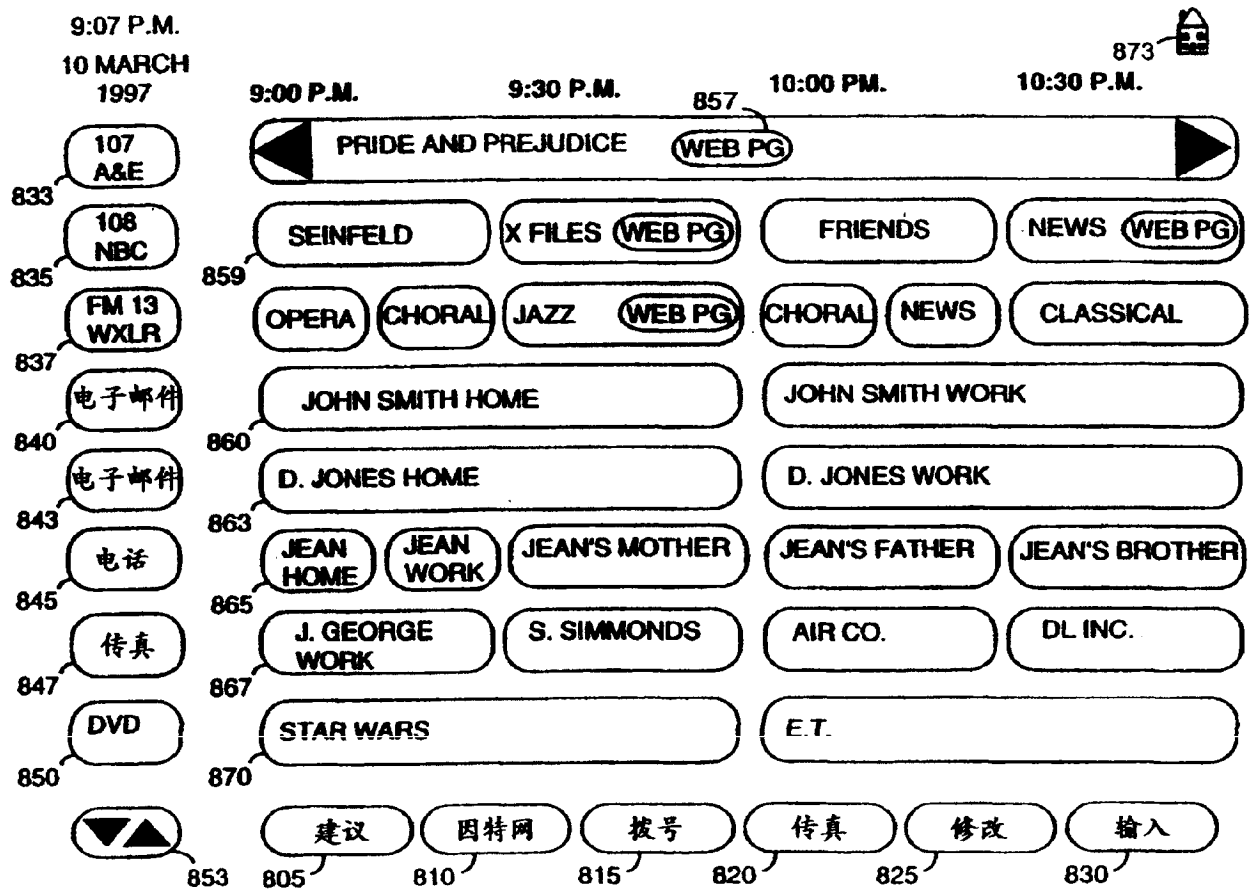 9:07 P.M.
10 MARCH
1997
873
9:00 P.M.
9:30 P.M.
10:00 PM.
10:30 P.M.
857
107
A&E
833
PRIDE AND PREJUDICE
WEB PG
108
NBC
835
SEINFELD
859
X FILES WEB PG
FRIENDS
NEWS WEB PG
FM 13
WXLR
837
OPERA
CHORAL
JAZZ WEB PG
CHORAL
NEWS
CLASSICAL
电子邮件
840
JOHN SMITH HOME
860
JOHN SMITH WORK
电子邮件
843
D. JONES HOME
863
D. JONES WORK
电话
845
JEAN
HOME
865
JEAN
WORK
JEAN'S MOTHER
JEAN'S FATHER
JEAN'S BROTHER
传真
847
J. GEORGE
WORK
867
S. SIMMONDS
AIR CO.
DL INC.
DVD
850
STAR WARS
870
E.T.
853
建议
805
因特网
810
拨号
815
传真
820
修改
825
输入
830